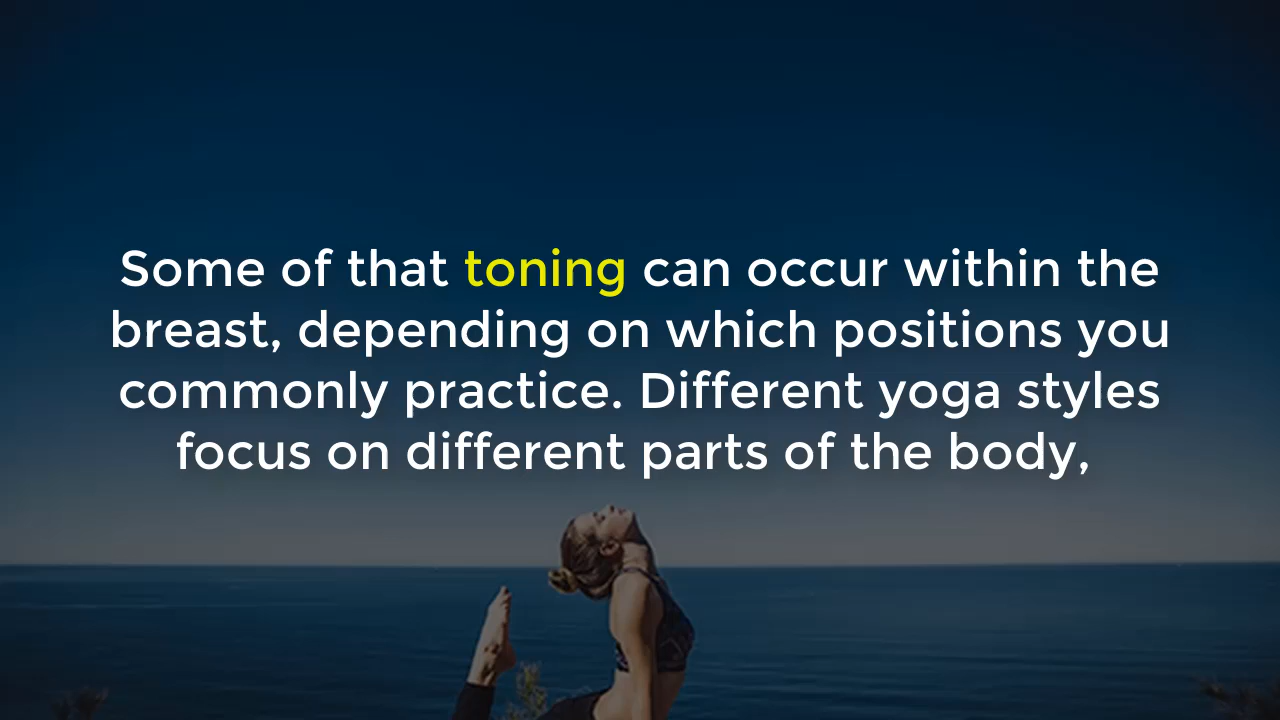 Some of that toning can occur within the
breast, depending on which positions you
commonly practice. Different yoga styles
focus on different parts of the body,